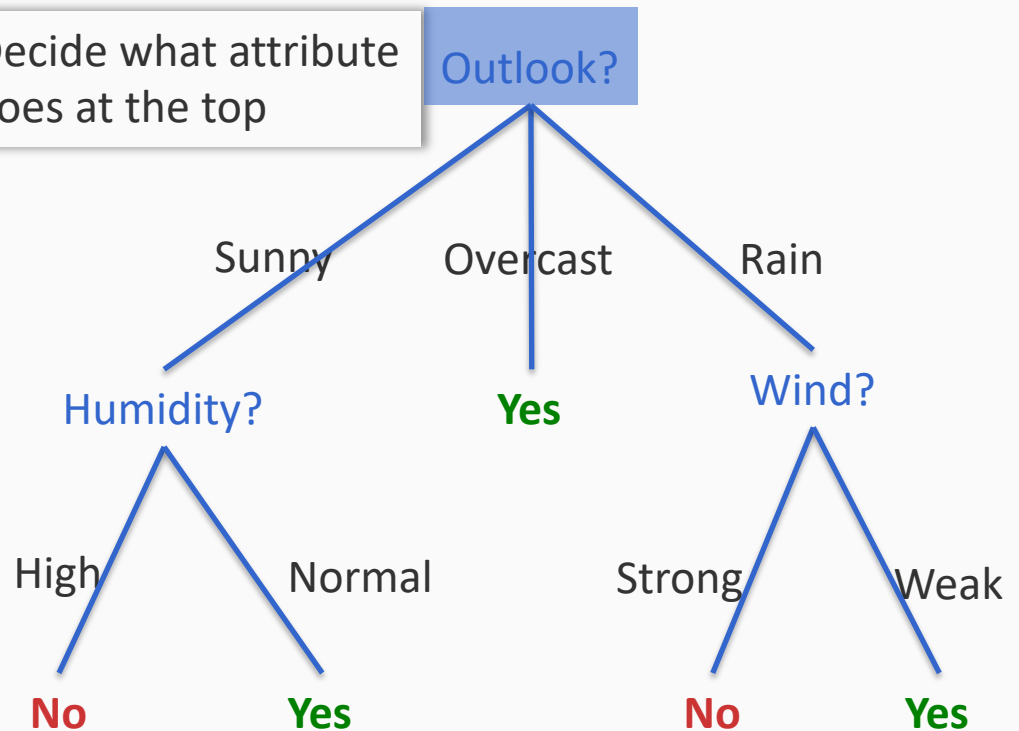 ecide what attribute
oes at the top
Outlook?
Sunny
Overcast
Rain
Humidity?
Yes
Wind?
High
Normal
Strong
Weak
No
Yes
No
Yes